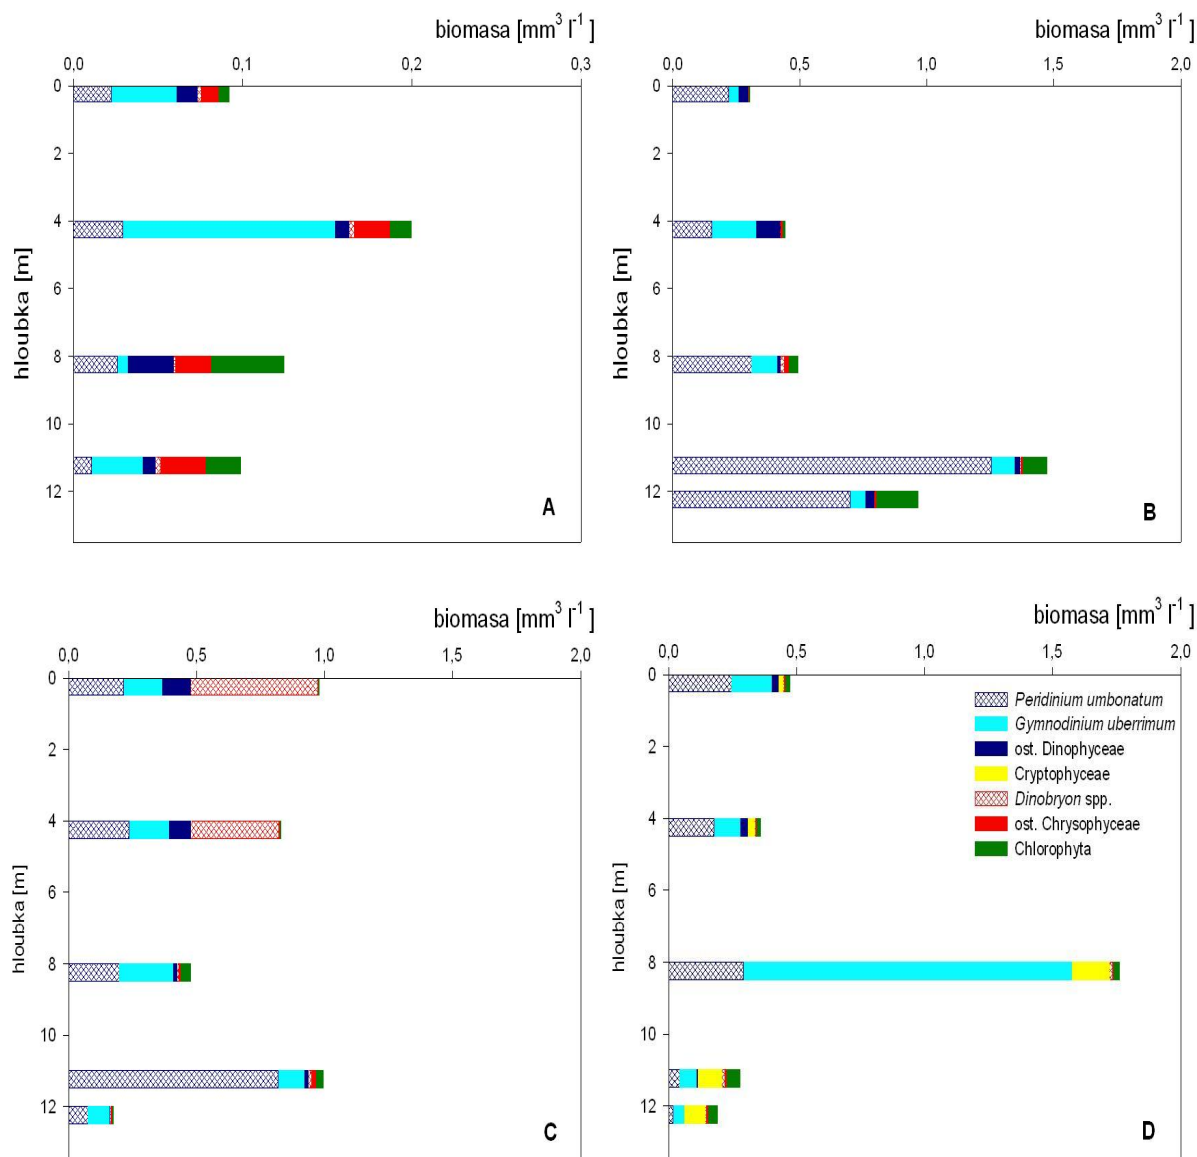 biomasa [mm³ l⁻¹ ]
0,0 0,1 0,2 0,3
0
2
4
6
8
10
12
hloubka [m]
A
biomasa [mm³ l⁻¹ ]
0,0 0,5 1,0 1,5 2,0
0
2
4
6
8
10
12
hloubka [m]
B
biomasa [mm³ l⁻¹ ]
0,0 0,5 1,0 1,5 2,0
0
2
4
6
8
10
12
hloubka [m]
C
biomasa [mm³ l⁻¹ ]
0,0 0,5 1,0 1,5 2,0
0
2
4
6
8
10
12
hloubka [m]
Peridinium umbonatum
Gymnodinium uberrimum
ost. Dinophyceae
Cryptophyceae
Dinobryon spp.
ost. Chrysophyceae
Chlorophyta
D